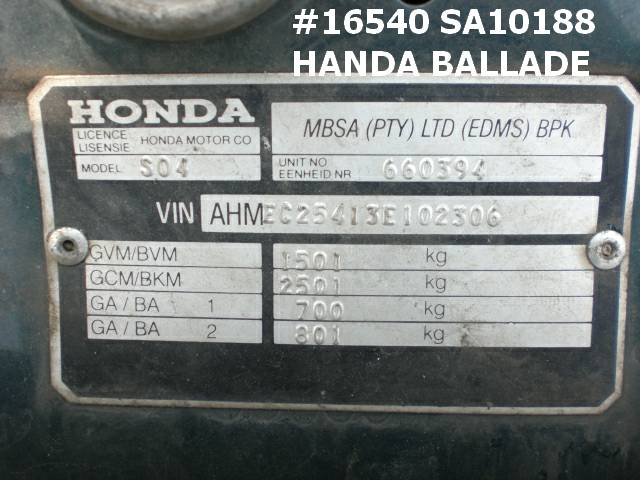 #16540 SA10188
HANDA BALLADE
HONDA
LICENCE
LISENSIE HONDA MOTOR CO
MBSA (PTY) LTD (EDMS) BPK
MODEL S04
UNIT NO
EENHEID NR 660394
VIN AHMEC25413E102306
GVM/BVM 1501 kg
GCM/BKM 2501 kg
GA / BA 1 700 kg
GA / BA 2 801 kg